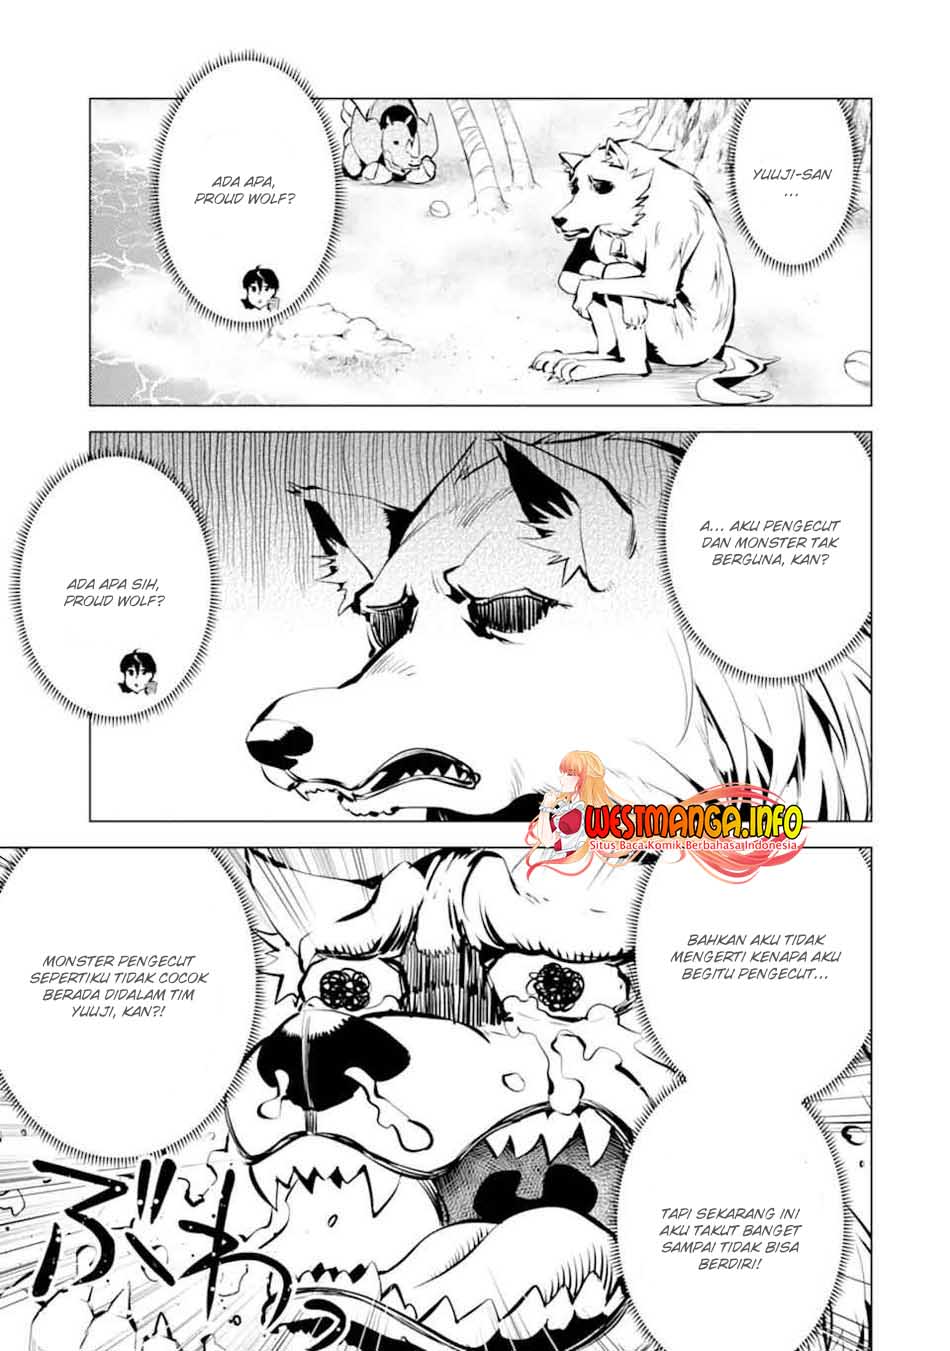 YUUJI-SAN
...
ADA APA,
PROUD WOLF?
A... AKU PENGECUT
DAN MONSTER TAK
BERGUNA, KAN?
ADA APA SIH,
PROUD WOLF?
WESTMANGA.INFO
Situs Baca Komik Berbahasa Indonesia
BAHKAN AKU TIDAK
MENGERTI KENAPA AKU
BEGITU PENGECUT...
TAPI SEKARANG INI
AKU TAKUT BANGET
SAMPAI TIDAK BISA
BERDIRI!
MONSTER PENGECUT
SEPERTIKU TIDAK COCOK
BERADA DIDALAM TIM
YUUJI, KAN?!
ぶわっ